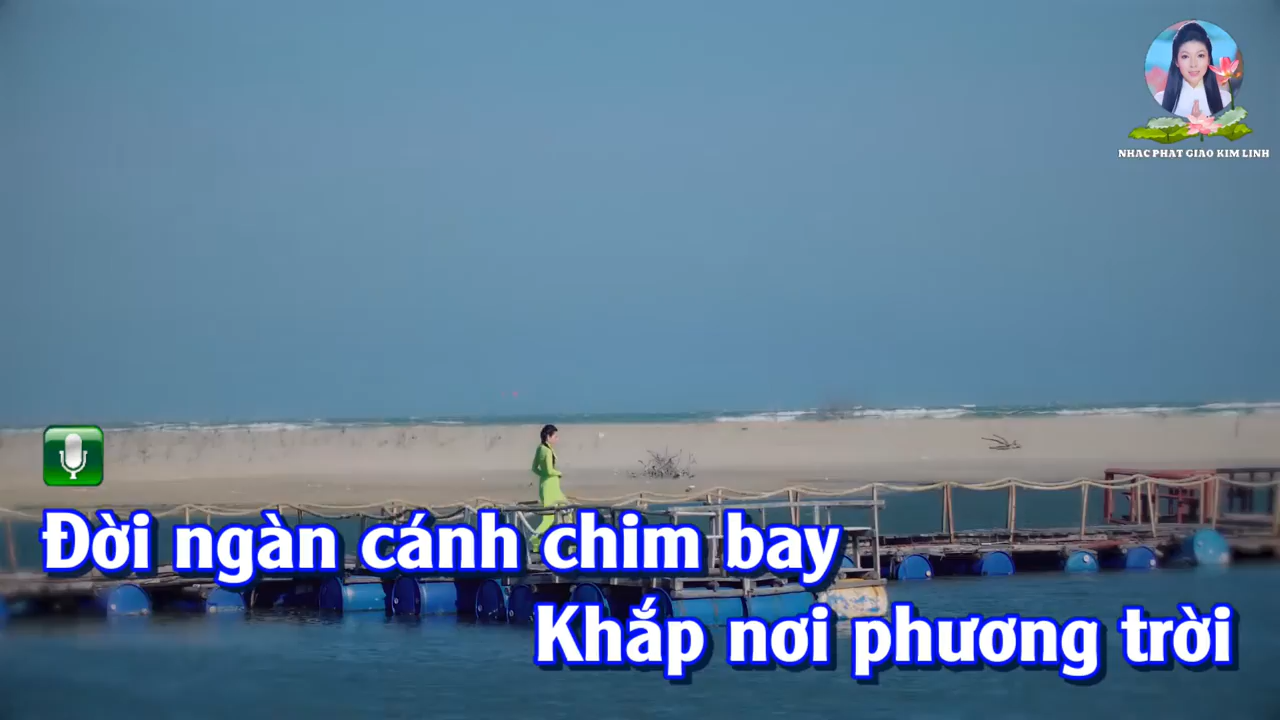 NHAC PHAT GIAO KIM LINH
Đời ngàn cánh chim bay
Khắp nơi phương trời